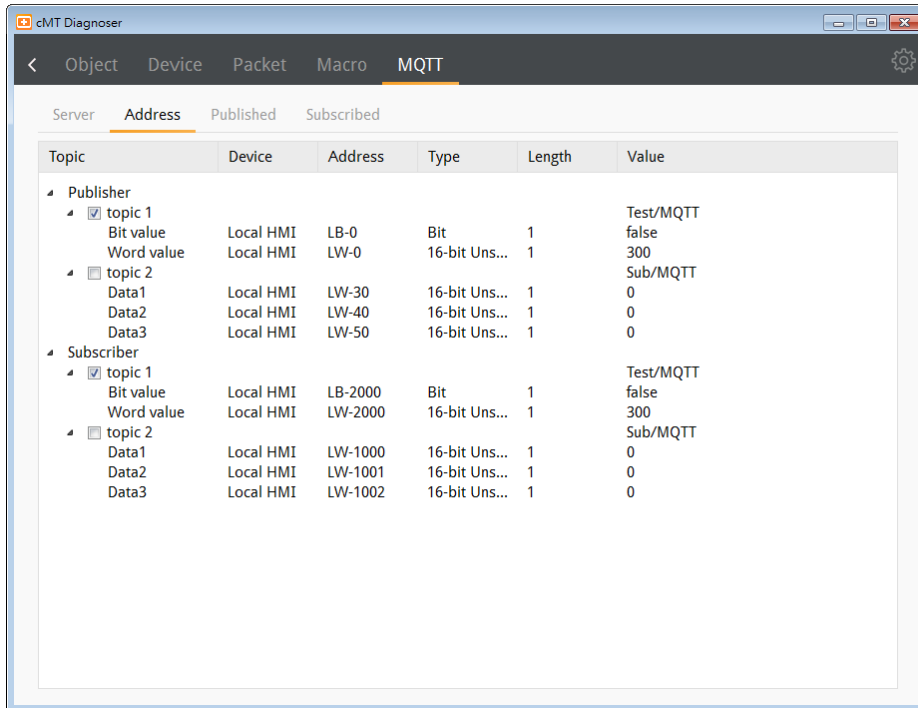 cMT Diagnoser
Object Device Packet Macro MQTT
Server Address Published Subscribed
Topic Device Address Type Length Value
Publisher
topic 1 Test/MQTT
Bit value Local HMI LB-0 Bit 1 false
Word value Local HMI LW-0 16-bit Uns... 1 300
topic 2 Sub/MQTT
Data1 Local HMI LW-30 16-bit Uns... 1 0
Data2 Local HMI LW-40 16-bit Uns... 1 0
Data3 Local HMI LW-50 16-bit Uns... 1 0
Subscriber
topic 1 Test/MQTT
Bit value Local HMI LB-2000 Bit 1 false
Word value Local HMI LW-2000 16-bit Uns... 1 300
topic 2 Sub/MQTT
Data1 Local HMI LW-1000 16-bit Uns... 1 0
Data2 Local HMI LW-1001 16-bit Uns... 1 0
Data3 Local HMI LW-1002 16-bit Uns... 1 0